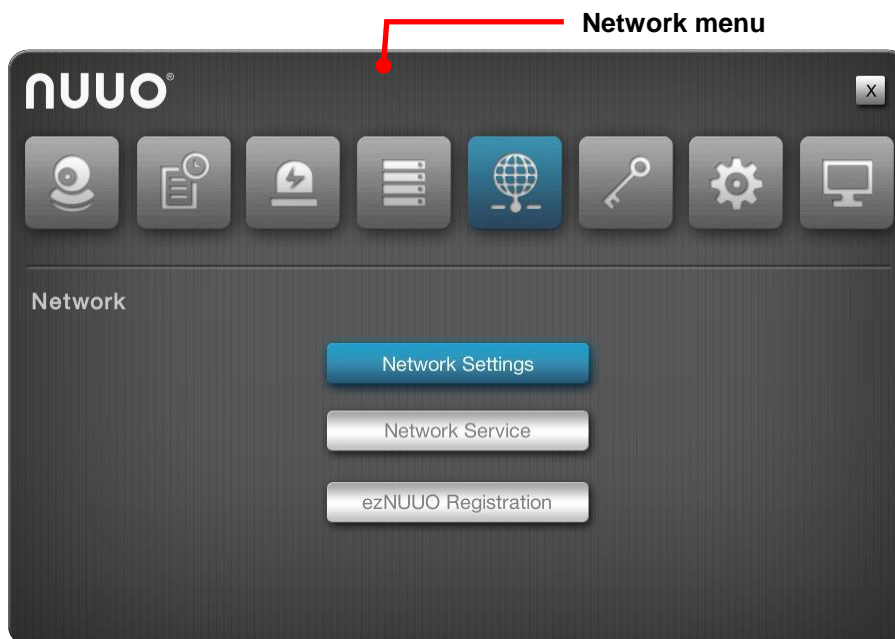 Network menu
nuuo®
X
Network
Network Settings
Network Service
ezNUUO Registration